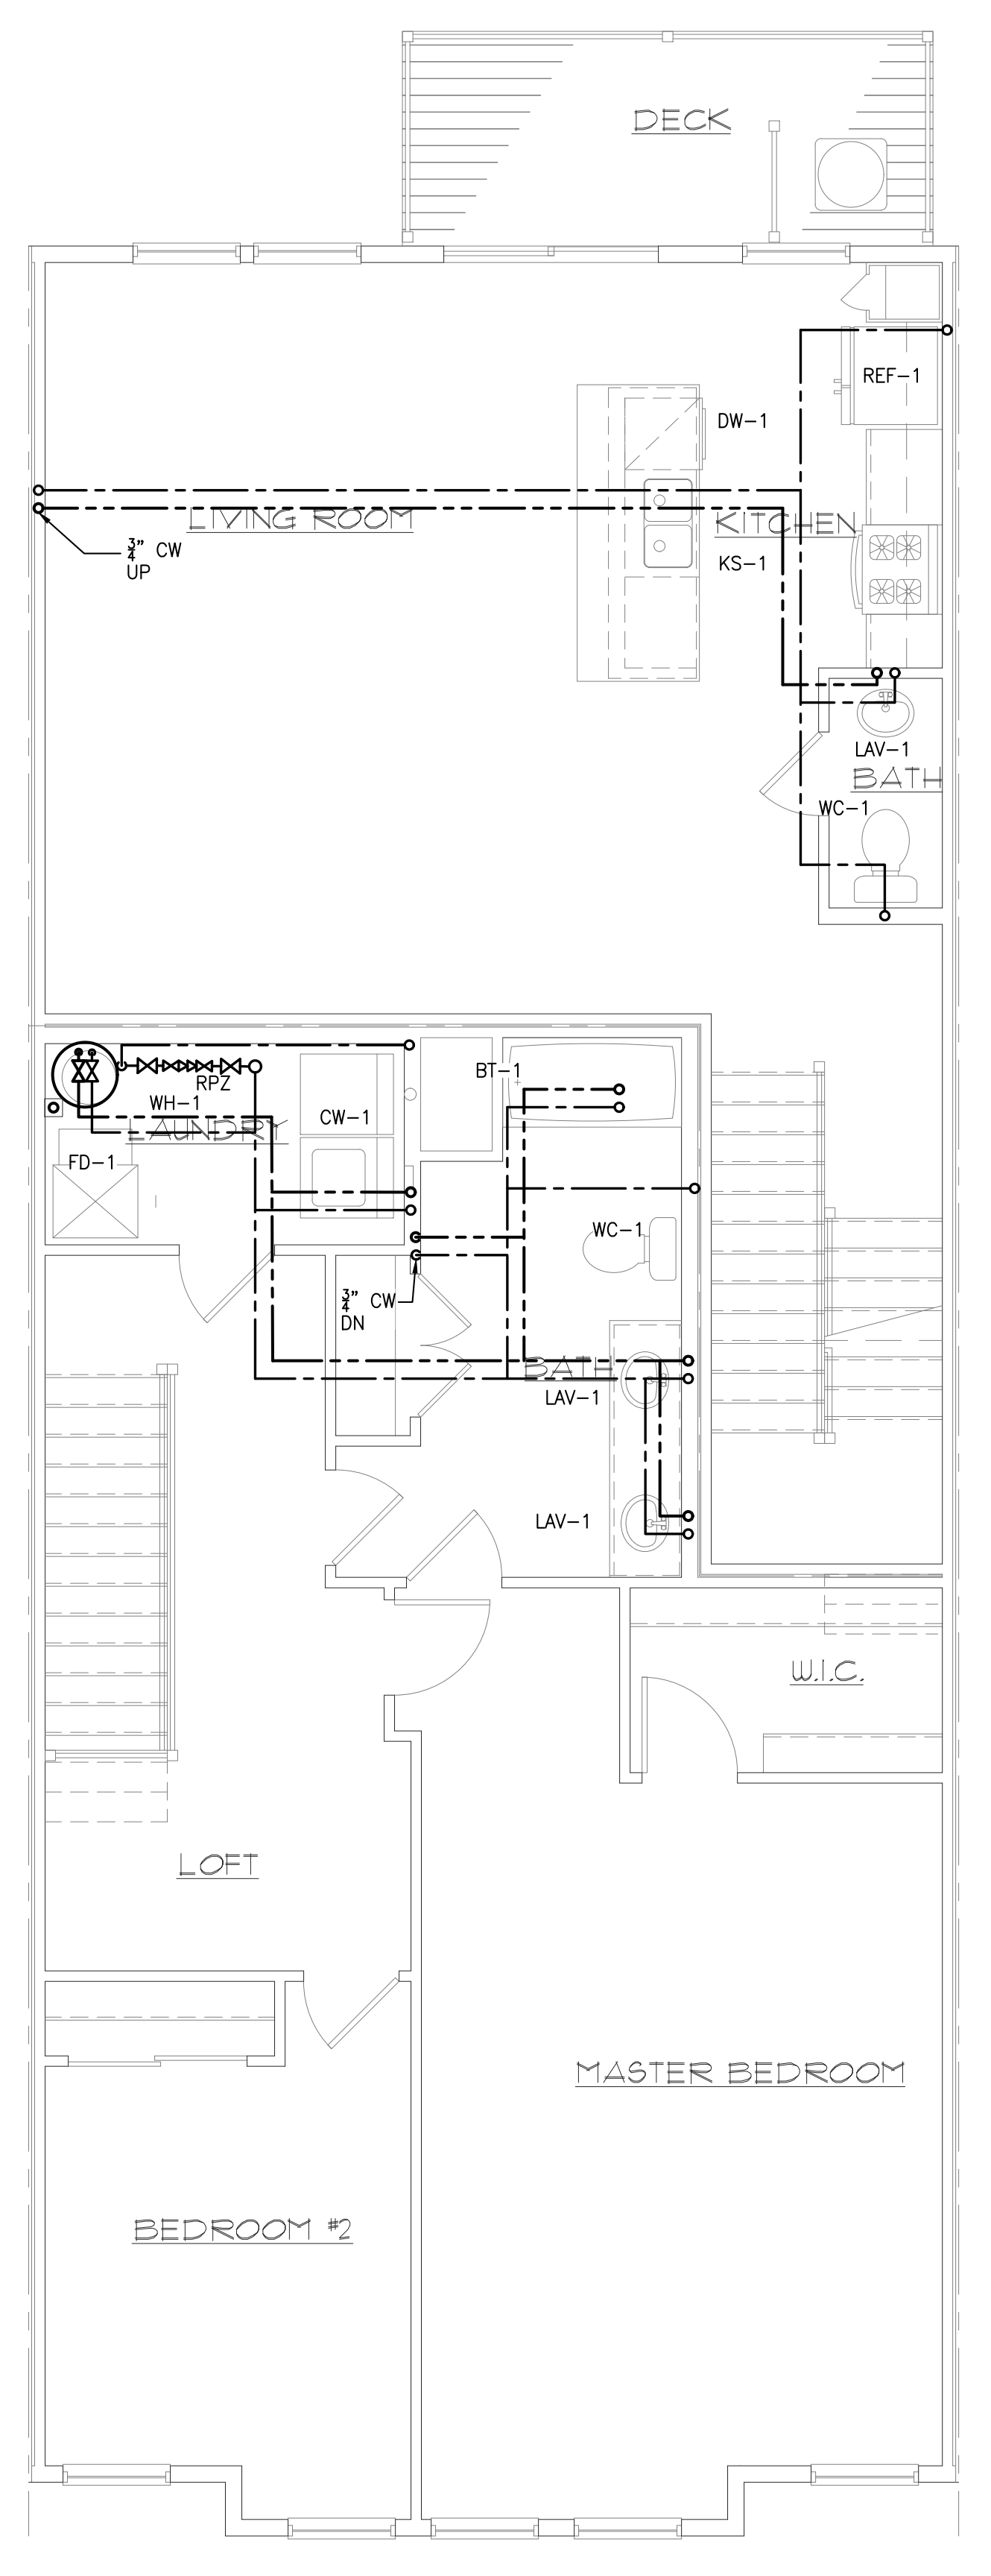 DECK
REF-1
DW-1
LIVING ROOM
KITCHEN
¾" CW
UP
KS-1
LAV-1
BATH
WC-1
BT-1
RPZ
WH-1
CW-1
LAUNDRY
FD-1
WC-1
¾" CW
DN
BATH
LAV-1
LAV-1
W.I.C.
LOFT
MASTER BEDROOM
BEDROOM #2